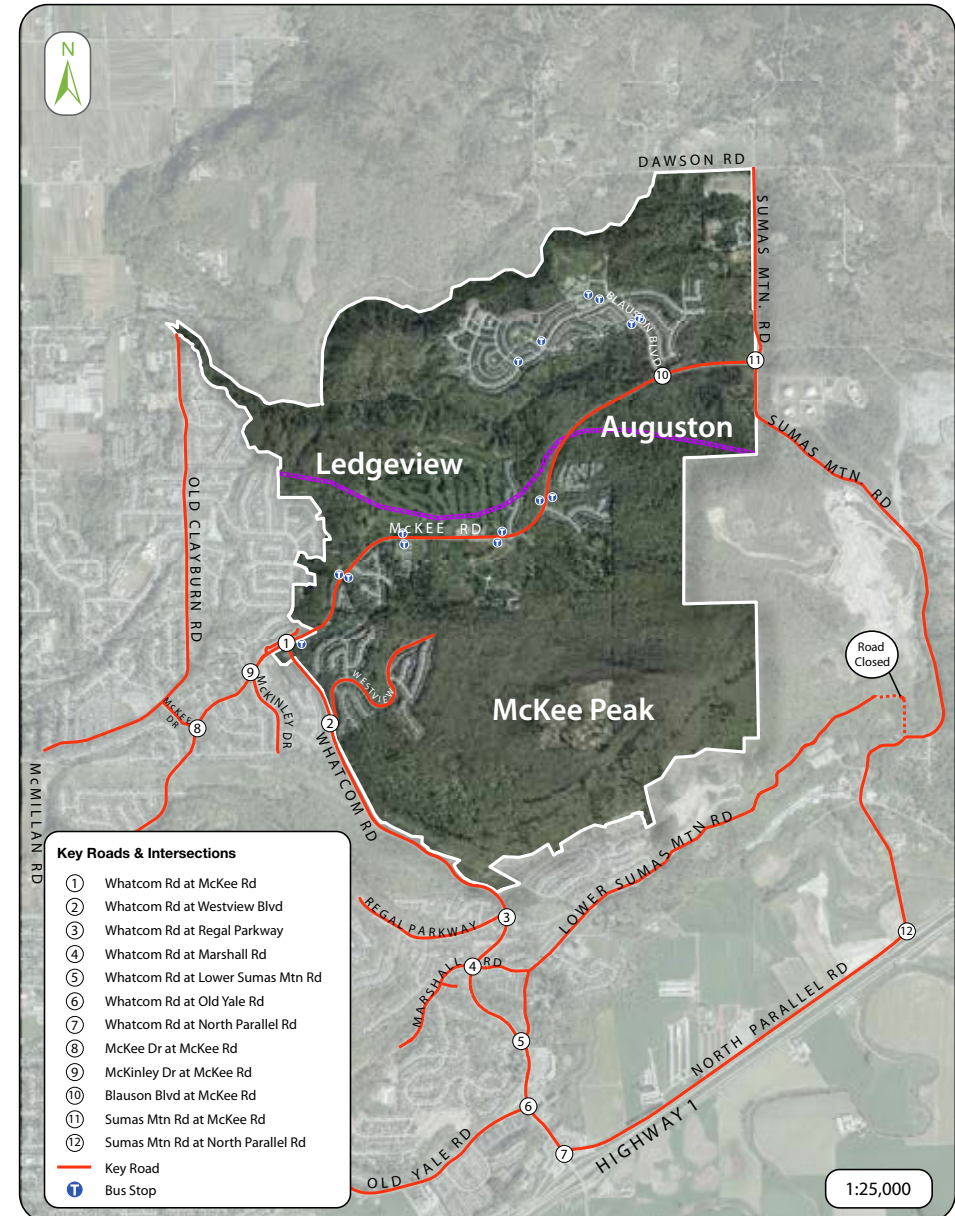 N
DAWSON RD
SUMAS MTN. RD
BLAUSON BLVD
11
10
Auguston
SUMAS MTN. RD
Ledgeview
OLD CLAYBURN RD
McKEE RD
1
Road
Closed
9
WESTVIEW
McKINLEY DR
McKee Peak
McKEE
DR
8
2
WHATCOM RD
McMILLAN RD
LOWER SUMAS MTN RD
REGAL PARKWAY
3
12
MARSHALL RD
4
NORTH PARALLEL RD
5
6
HIGHWAY 1
7
OLD YALE RD
Key Roads & Intersections
1 Whatcom Rd at McKee Rd
2 Whatcom Rd at Westview Blvd
3 Whatcom Rd at Regal Parkway
4 Whatcom Rd at Marshall Rd
5 Whatcom Rd at Lower Sumas Mtn Rd
6 Whatcom Rd at Old Yale Rd
7 Whatcom Rd at North Parallel Rd
8 McKee Dr at McKee Rd
9 McKinley Dr at McKee Rd
10 Blauson Blvd at McKee Rd
11 Sumas Mtn Rd at McKee Rd
12 Sumas Mtn Rd at North Parallel Rd
Key Road
T Bus Stop
1:25,000